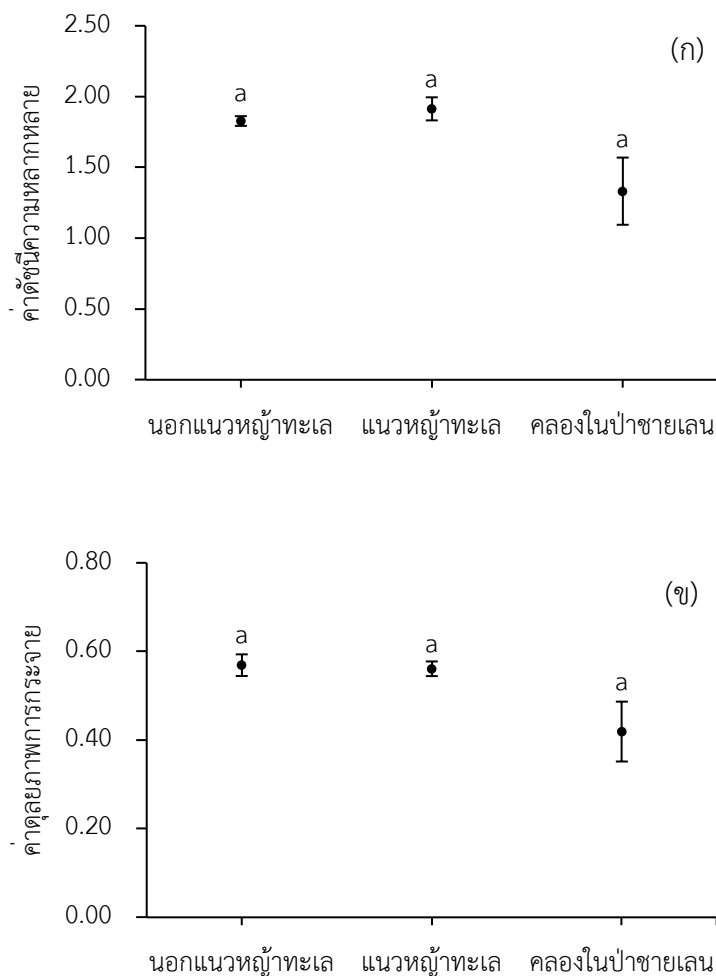 2.50
(ก)
a
a
2.00
a
1.50
1.00
0.50
0.00
ค่าดัชนีความหลากหลาย
นอกแนวหญ้าทะเล แนวหญ้าทะเล คลองในป่าชายเลน
0.80
(ข)
a
a
0.60
a
0.40
0.20
0.00
ค่าดุลยภาพการกระจาย
นอกแนวหญ้าทะเล แนวหญ้าทะเล คลองในป่าชายเลน